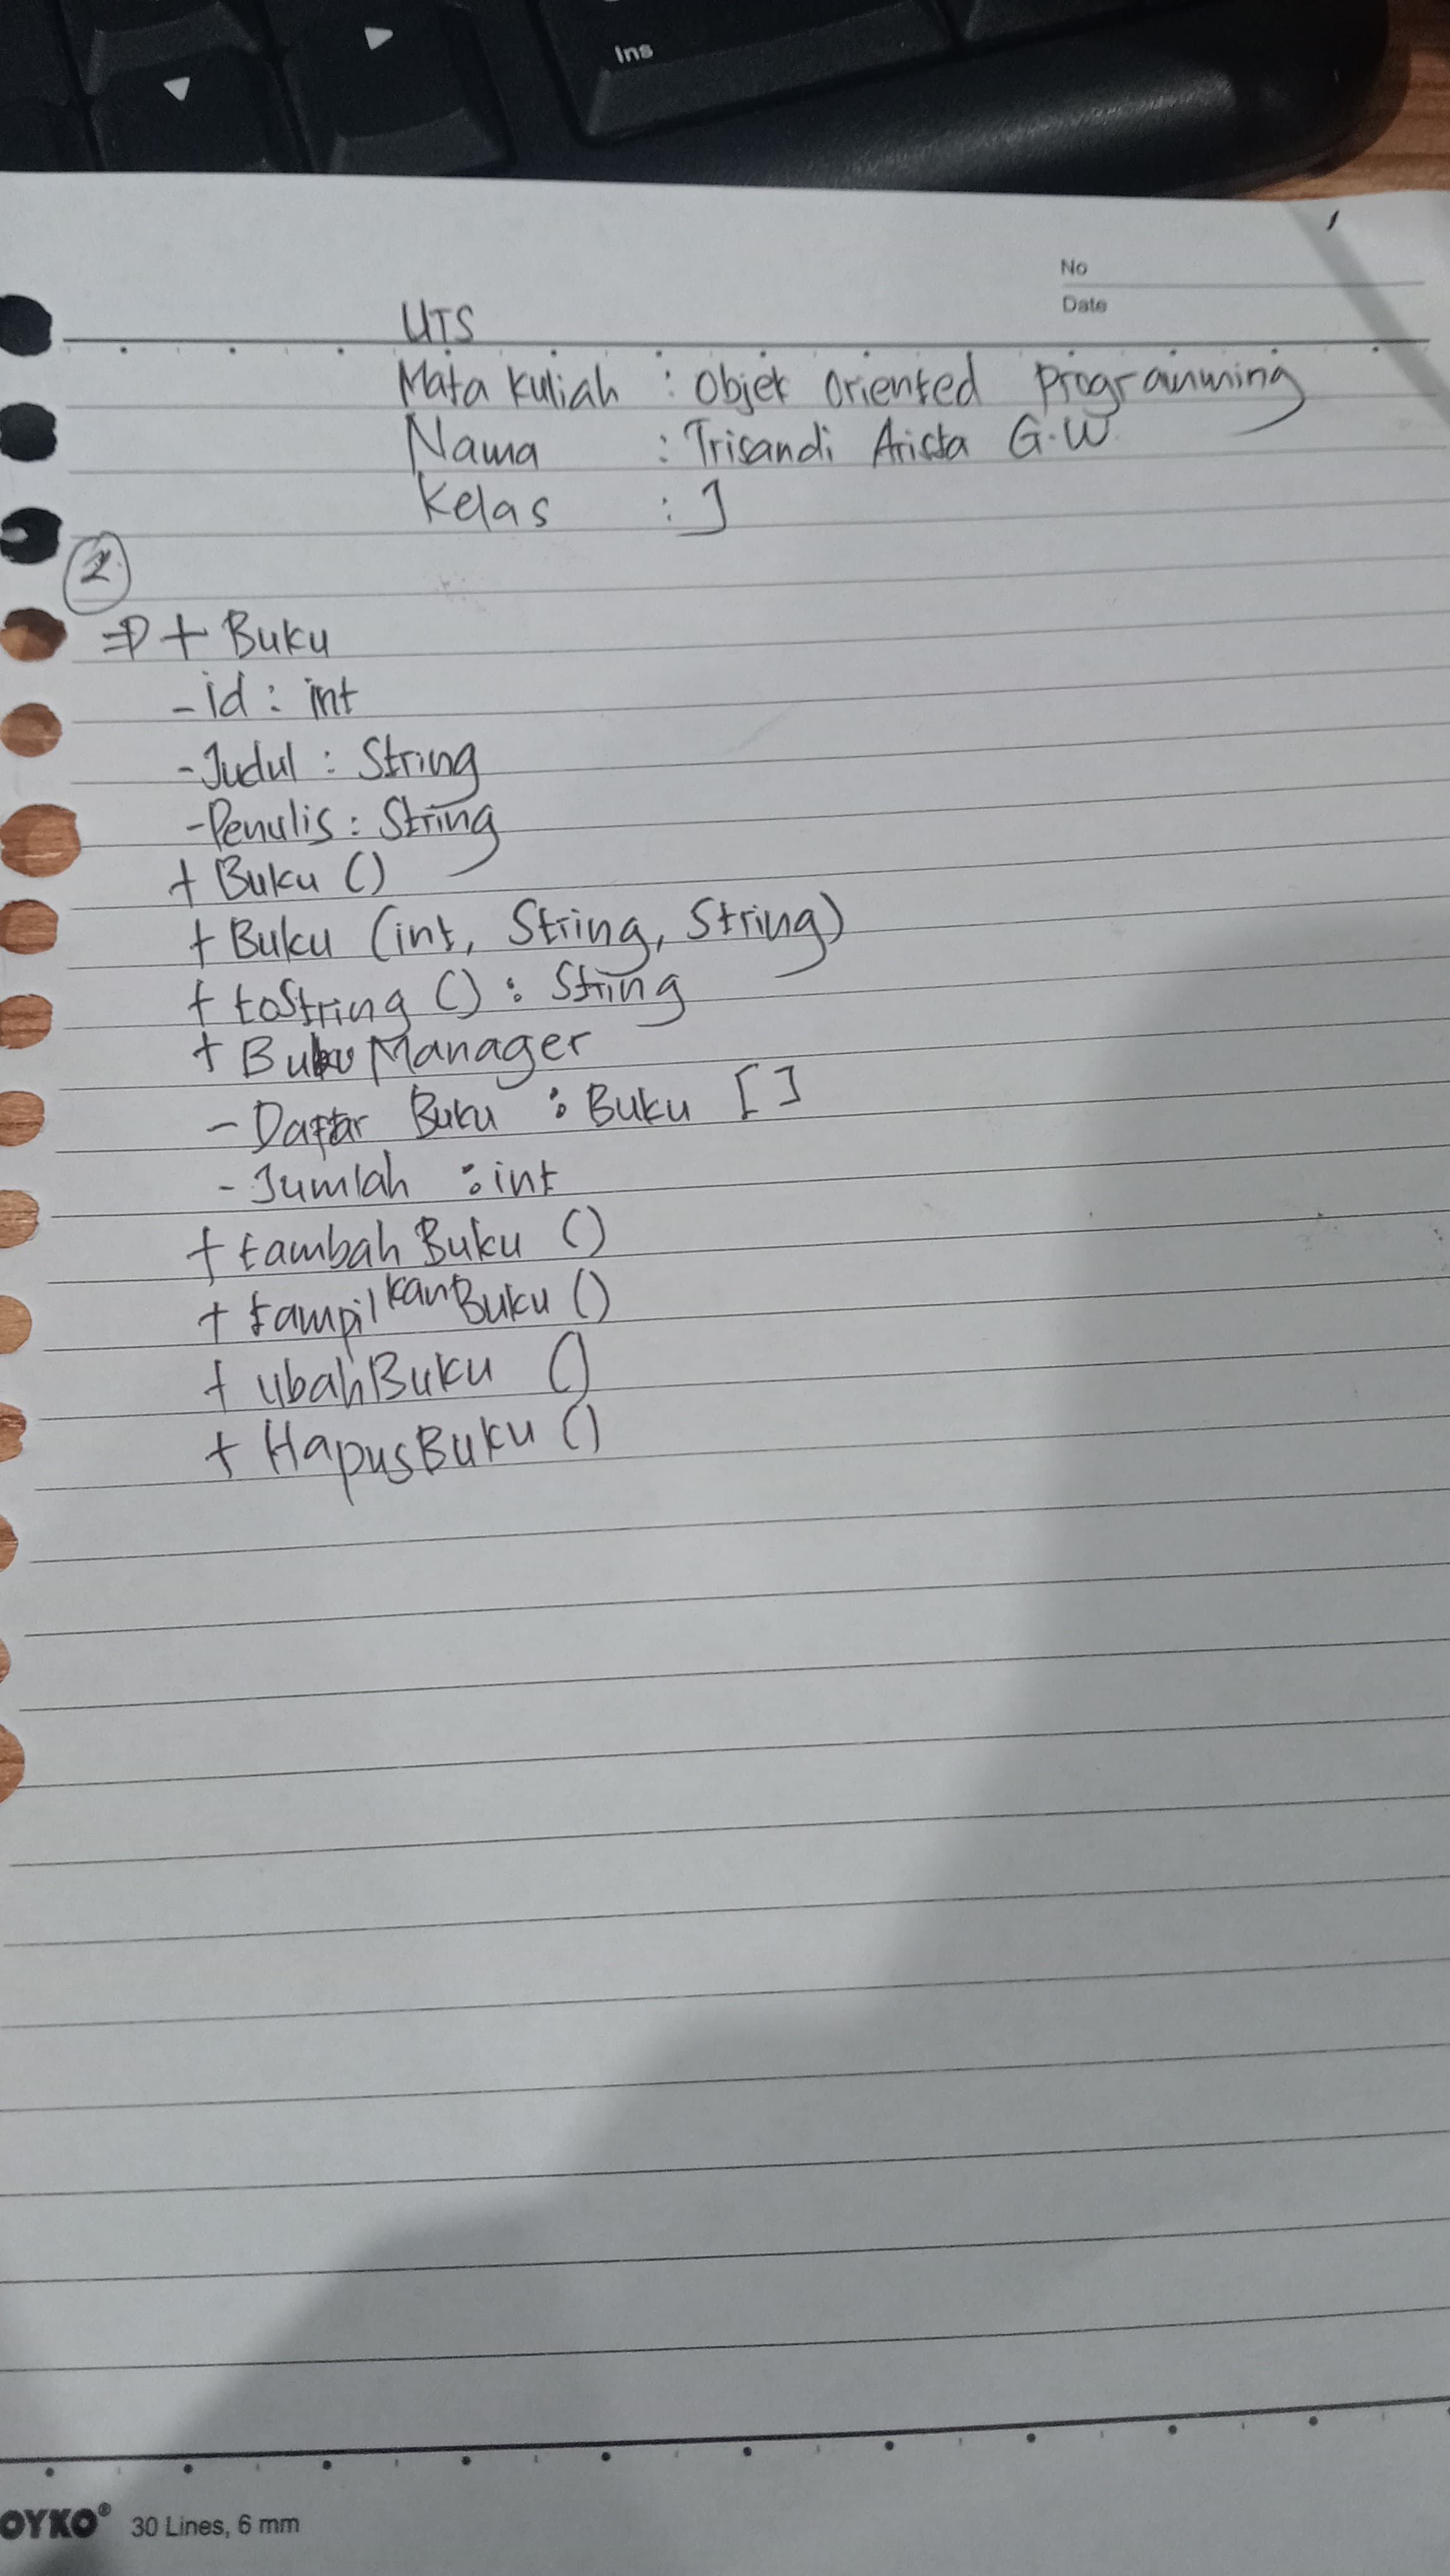 Ins
No
Date
UTS
Mata kuliah : Objek Oriented Programming
Nama : Trisandi Arista G.W
Kelas : J
2
⇒ + Buku
- id : int
- Judul : String
- Penulis : String
+ Buku ()
+ Buku (int, String, String)
+ toString () : String
+ Buku Manager
- Daftar Buku : Buku []
- Jumlah : int
+ tambah Buku ()
+ tampilkanBuku ()
+ ubahBuku ()
+ HapusBuku ()
OYKO® 30 Lines, 6 mm